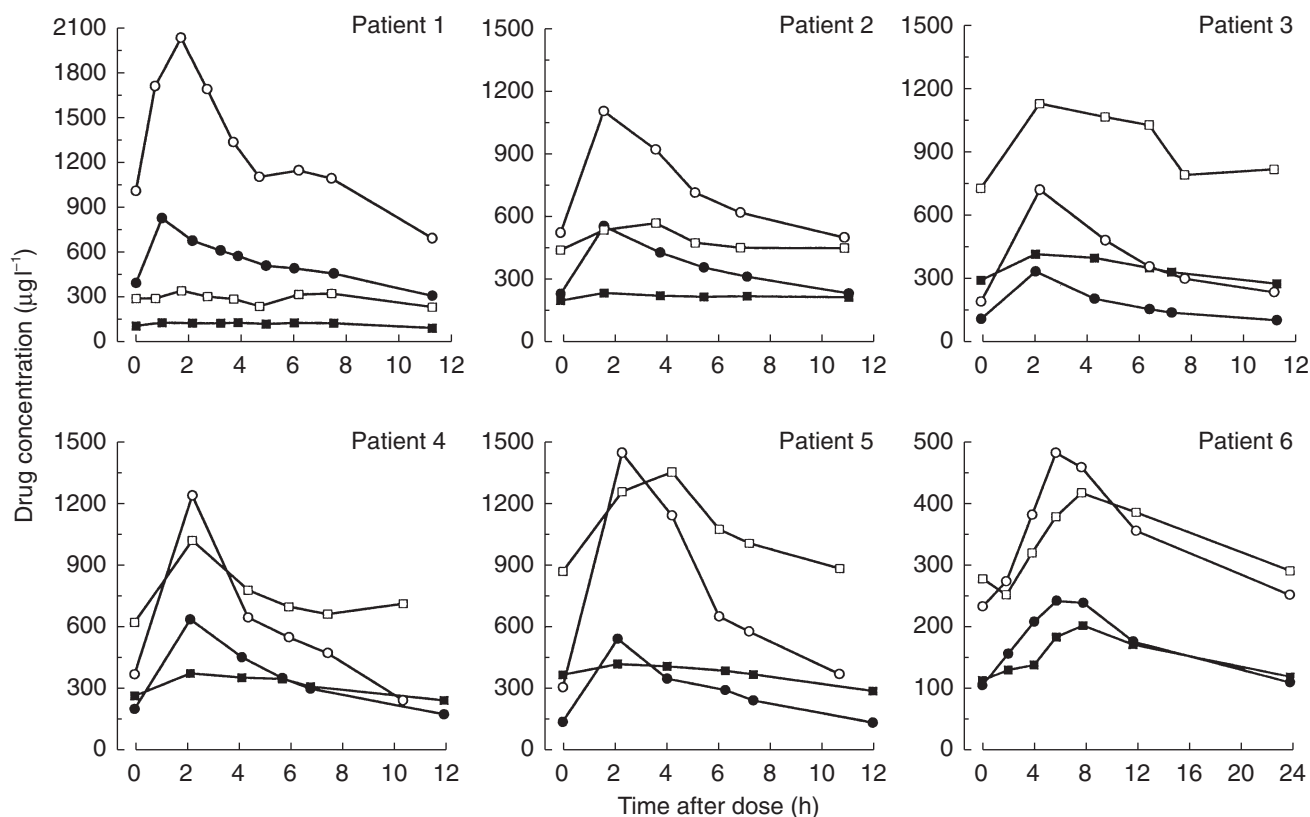 Patient 1
2100
1800
1500
1200
900
600
300
0
0 2 4 6 8 10 12
Patient 2
1500
1200
900
600
300
0
0 2 4 6 8 10 12
Patient 3
1500
1200
900
600
300
0
0 2 4 6 8 10 12
Drug concentration (µgl−1)
Patient 4
1500
1200
900
600
300
0
0 2 4 6 8 10 12
Patient 5
1500
1200
900
600
300
0
0 2 4 6 8 10 12
Patient 6
500
400
300
200
100
0
0 4 8 12 16 20 24
Time after dose (h)